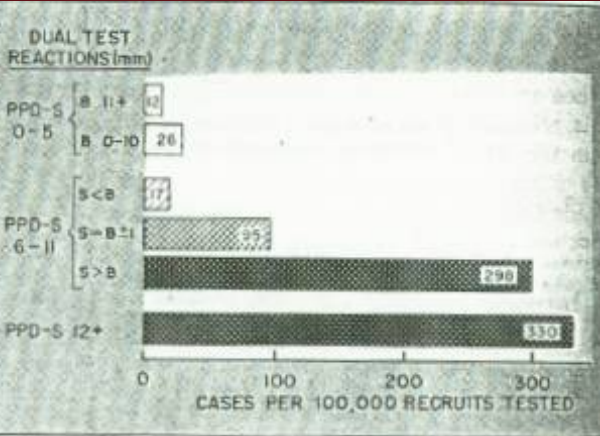 DUAL TEST
REACTIONS (mm)
PPD-S
0-5
B 11+
12
B 0-10
26
PPD-S
6-11
S<B
17
S=B±1
95
S>B
298
PPD-S 12+
330
0 100 200 300
CASES PER 100,000 RECRUITS TESTED